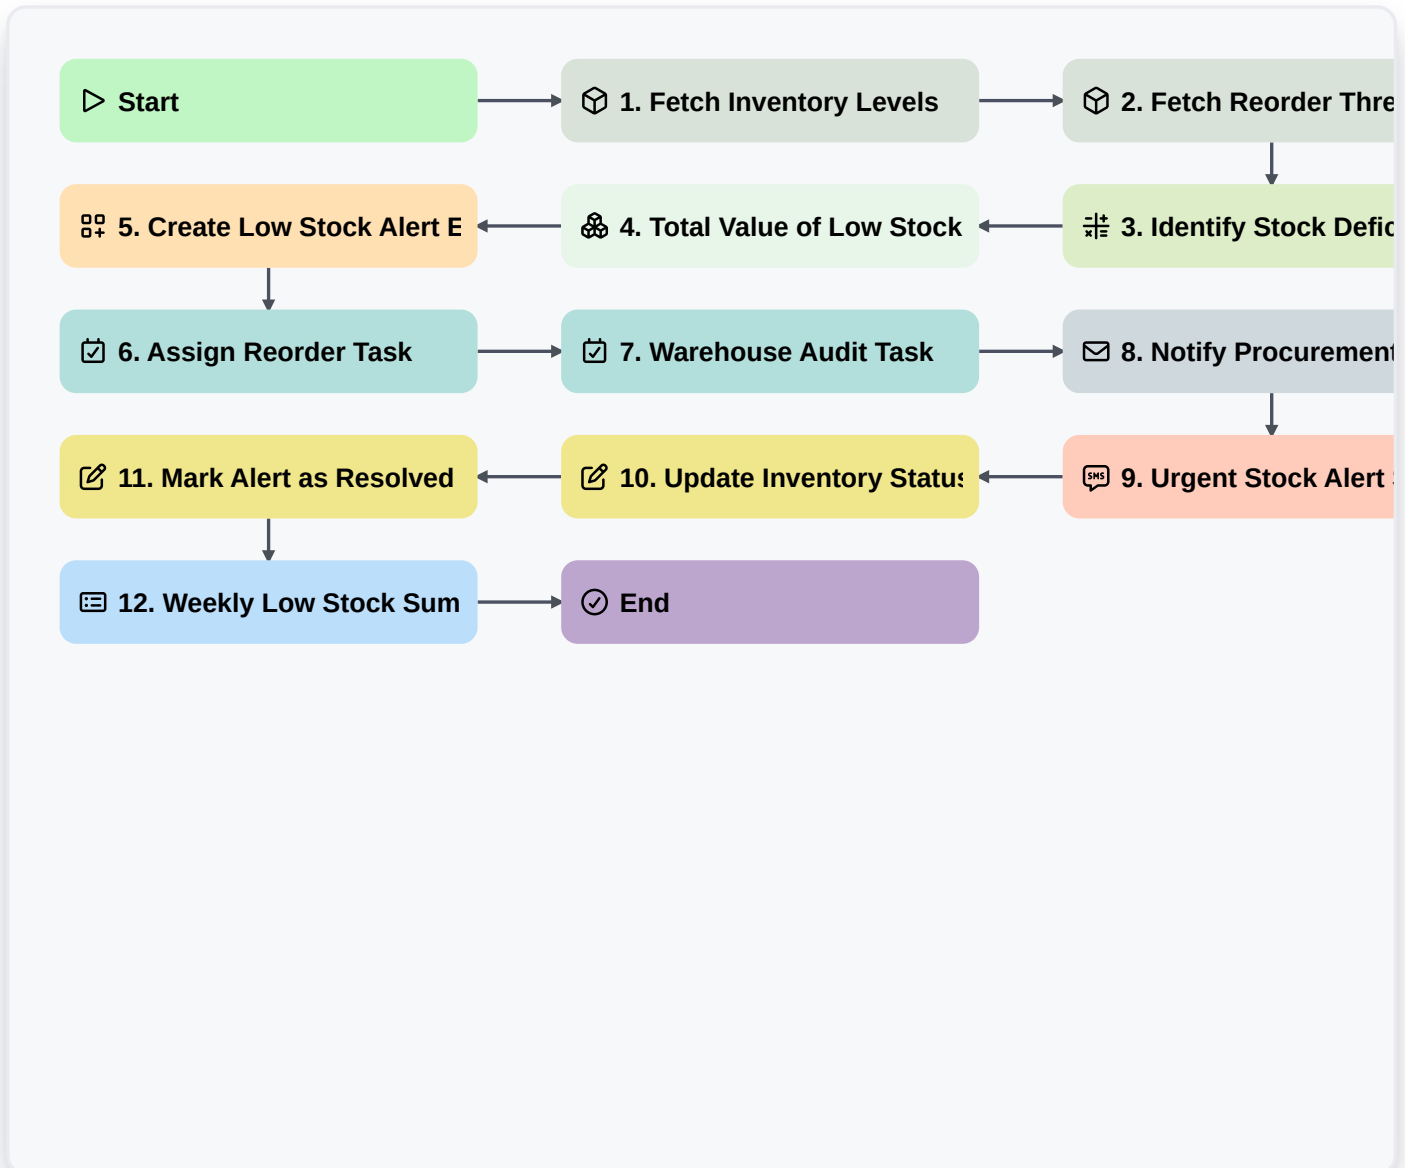 Start
1. Fetch Inventory Levels
2. Fetch Reorder Thre
5. Create Low Stock Alert E
4. Total Value of Low Stock
3. Identify Stock Defic
6. Assign Reorder Task
7. Warehouse Audit Task
8. Notify Procurement
11. Mark Alert as Resolved
10. Update Inventory Status
9. Urgent Stock Alert
12. Weekly Low Stock Sum
End
SMS